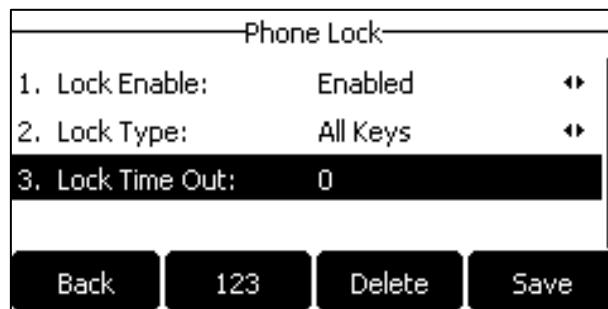 Phone Lock
1. Lock Enable: Enabled
2. Lock Type: All Keys
3. Lock Time Out: 0
Back 123 Delete Save